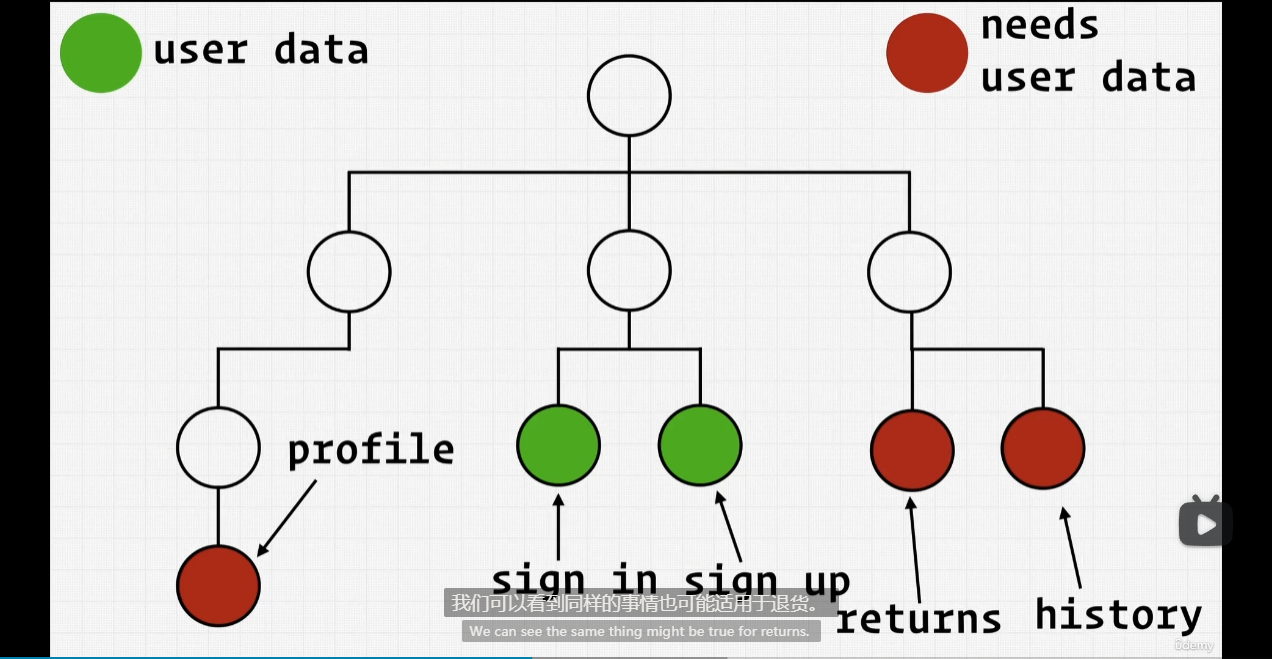 user data
needs
user data
profile
sign in
sign up
returns
history
我们可以看到同样的事情也可能适用于退货。
We can see the same thing might be true for returns.
ûdemy